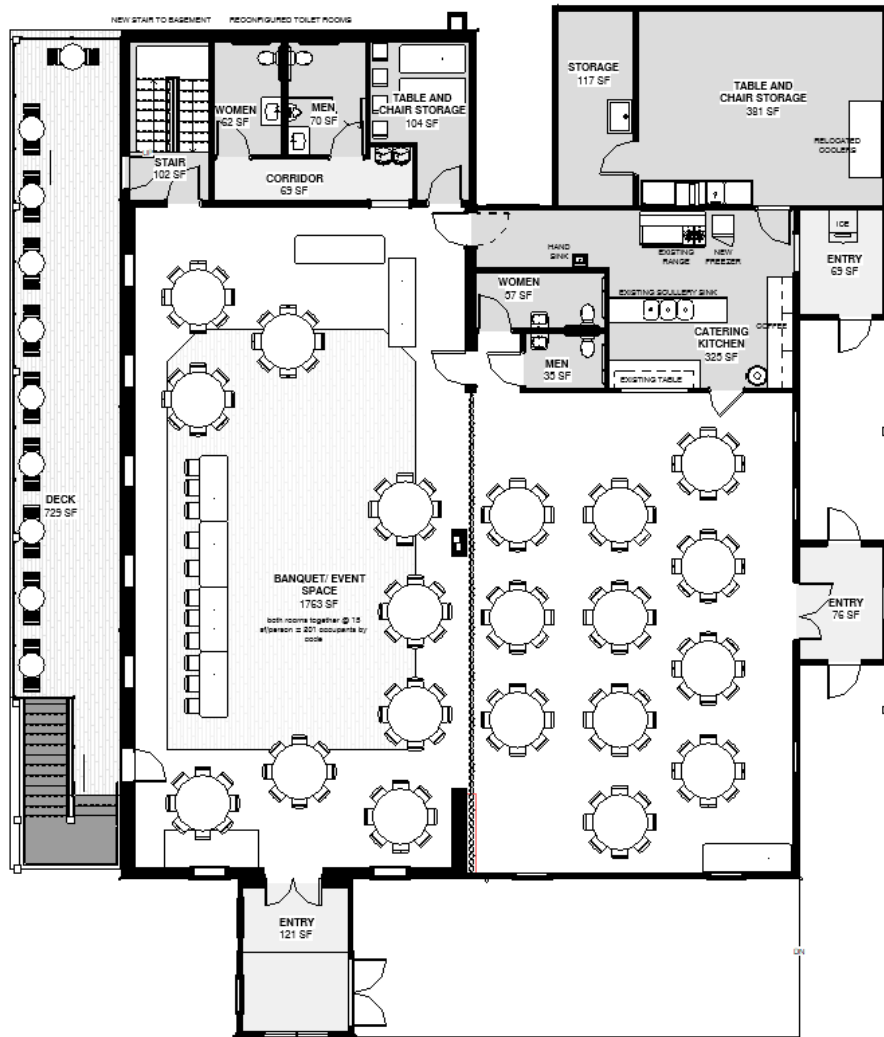 NEW STAIR TO BASEMENT
RECONFIGURED TOILET ROOMS
STORAGE
117 SF
TABLE AND
CHAIR STORAGE
381 SF
WOMEN
62 SF
MEN
70 SF
TABLE AND
CHAIR STORAGE
104 SF
RELOCATED
COOLERS
STAIR
102 SF
CORRIDOR
69 SF
ICE
HAND
SINK
EXISTING
RANGE
NEW
FREEZER
ENTRY
69 SF
WOMEN
57 SF
EXISTING SCULLERY SINK
COFFEE
CATERING
KITCHEN
325 SF
MEN
35 SF
EXISTING TABLE
DECK
729 SF
BANQUET/ EVENT
SPACE
1763 SF
both rooms together @ 15
sf/person = 201 occupants by
code
ENTRY
76 SF
ENTRY
121 SF
DN